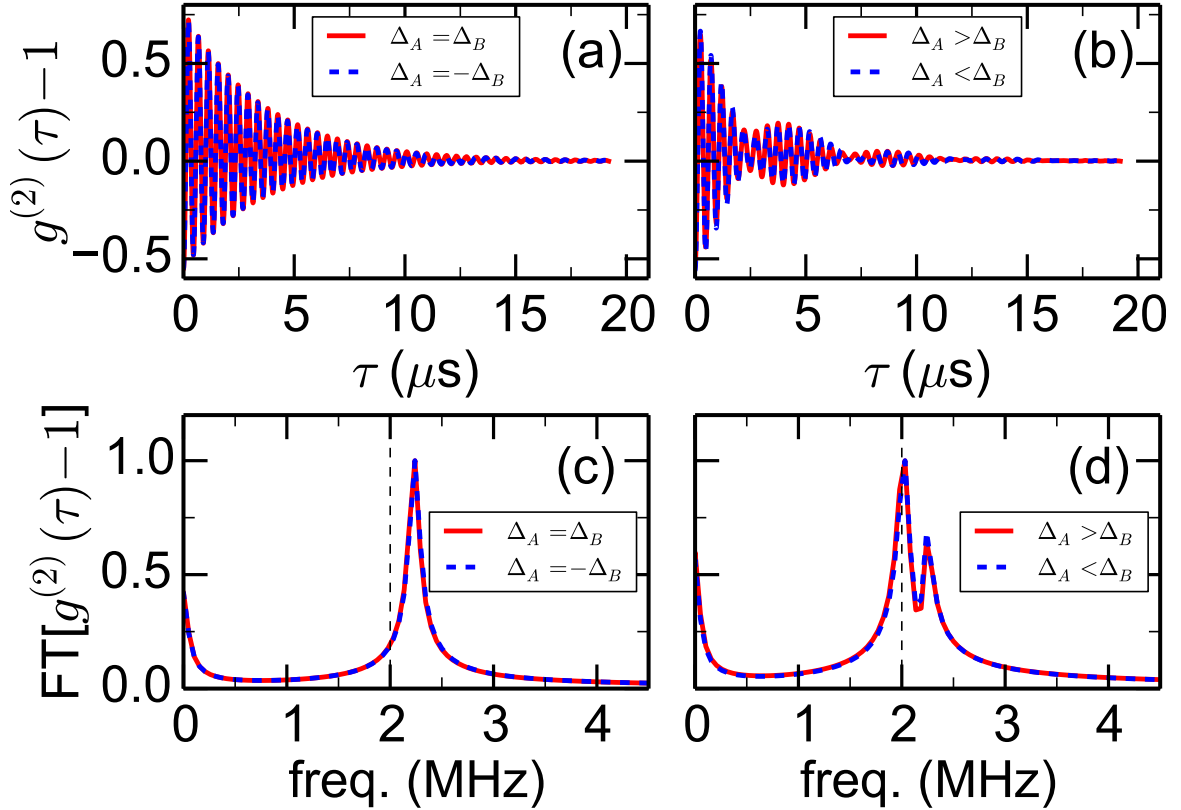 Δ_A = Δ_B
Δ_A = −Δ_B
(a)
g^(2)(τ)−1
0.5
0.0
−0.5
0 5 10 15 20
τ (μs)
Δ_A > Δ_B
Δ_A < Δ_B
(b)
0 5 10 15 20
τ (μs)
(c)
Δ_A = Δ_B
Δ_A = −Δ_B
FT[g^(2)(τ)−1]
1.0
0.5
0.0
0 1 2 3 4
freq. (MHz)
(d)
Δ_A > Δ_B
Δ_A < Δ_B
0 1 2 3 4
freq. (MHz)